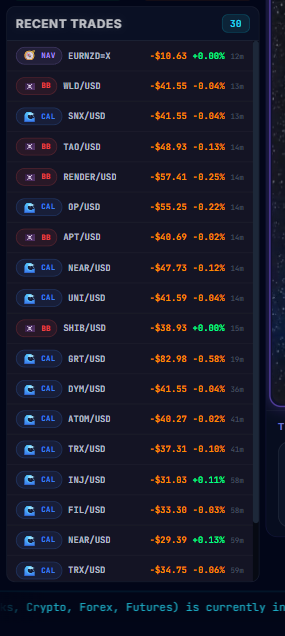 RECENT TRADES 30
NAV EURNZD=X -$10.63 +0.00% 12m
BB WLD/USD -$41.55 -0.04% 13m
CAL SNX/USD -$41.55 -0.04% 13m
BB TAO/USD -$48.93 -0.13% 14m
BB RENDER/USD -$57.41 -0.25% 14m
CAL OP/USD -$55.25 -0.22% 14m
BB APT/USD -$40.69 -0.02% 14m
CAL NEAR/USD -$47.73 -0.12% 14m
CAL UNI/USD -$41.59 -0.04% 14m
BB SHIB/USD -$38.93 +0.00% 15m
CAL GRT/USD -$82.98 -0.58% 19m
CAL DYM/USD -$41.55 -0.04% 36m
CAL ATOM/USD -$40.27 -0.02% 41m
CAL TRX/USD -$37.31 -0.10% 41m
CAL INJ/USD -$31.03 +0.11% 58m
CAL FIL/USD -$33.30 -0.03% 58m
CAL NEAR/USD -$29.39 +0.13% 59m
CAL TRX/USD -$34.75 -0.06% 59m
T
ks, Crypto, Forex, Futures) is currently in